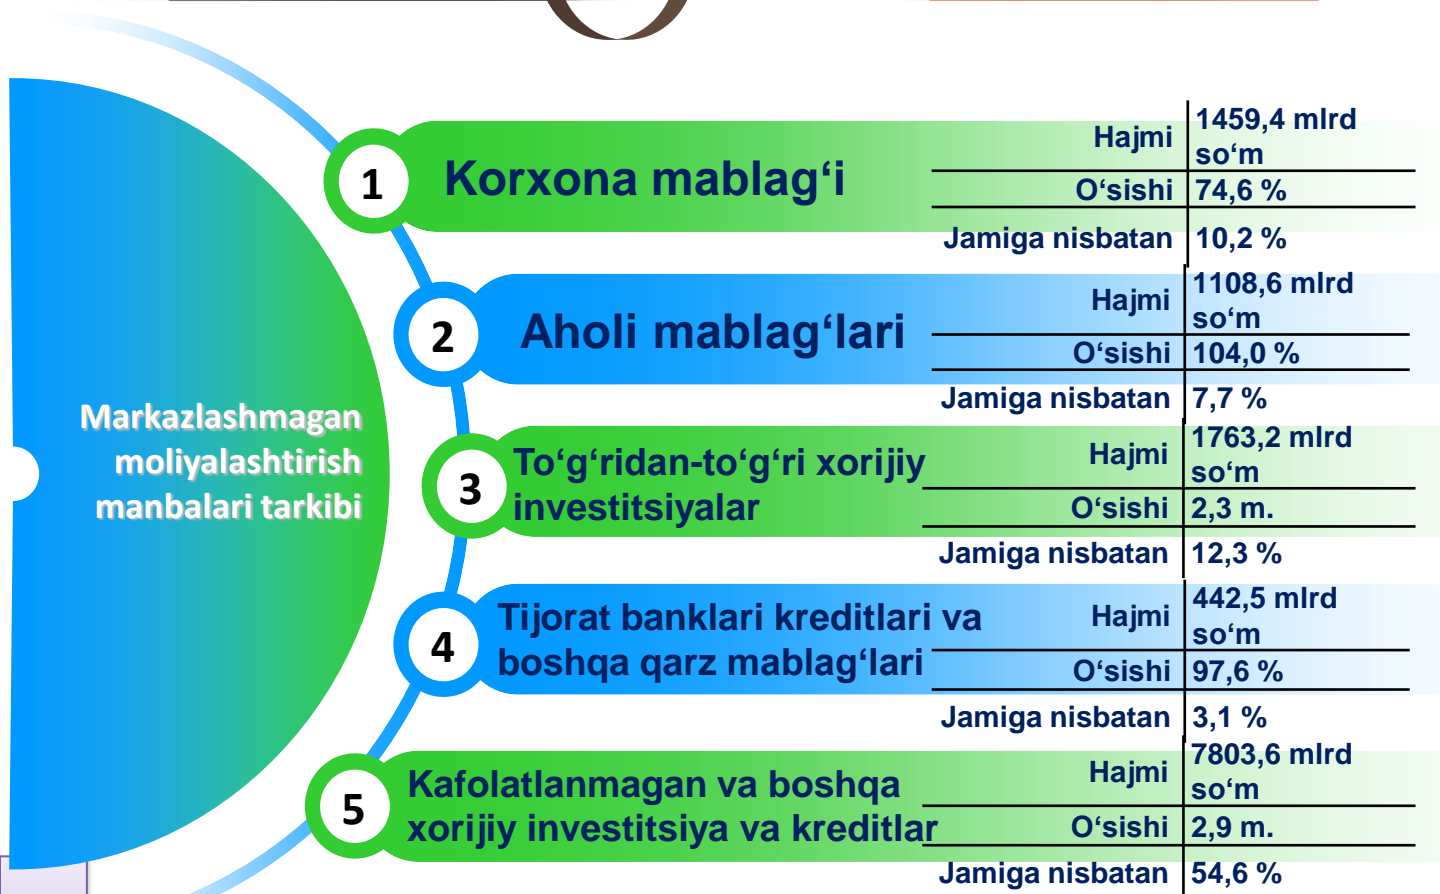 Markazlashmagan
moliyalashtirish
manbalari tarkibi
1
Korxona mablag‘i
Hajmi
1459,4 mlrd
so‘m
O‘sishi
74,6 %
Jamiga nisbatan
10,2 %
2
Aholi mablag‘lari
Hajmi
1108,6 mlrd
so‘m
O‘sishi
104,0 %
Jamiga nisbatan
7,7 %
3
To‘g‘ridan-to‘g‘ri xorijiy
investitsiyalar
Hajmi
1763,2 mlrd
so‘m
O‘sishi
2,3 m.
Jamiga nisbatan
12,3 %
4
Tijorat banklari kreditlari va
boshqa qarz mablag‘lari
Hajmi
442,5 mlrd
so‘m
O‘sishi
97,6 %
Jamiga nisbatan
3,1 %
5
Kafolatlanmagan va boshqa
xorijiy investitsiya va kreditlar
Hajmi
7803,6 mlrd
so‘m
O‘sishi
2,9 m.
Jamiga nisbatan
54,6 %